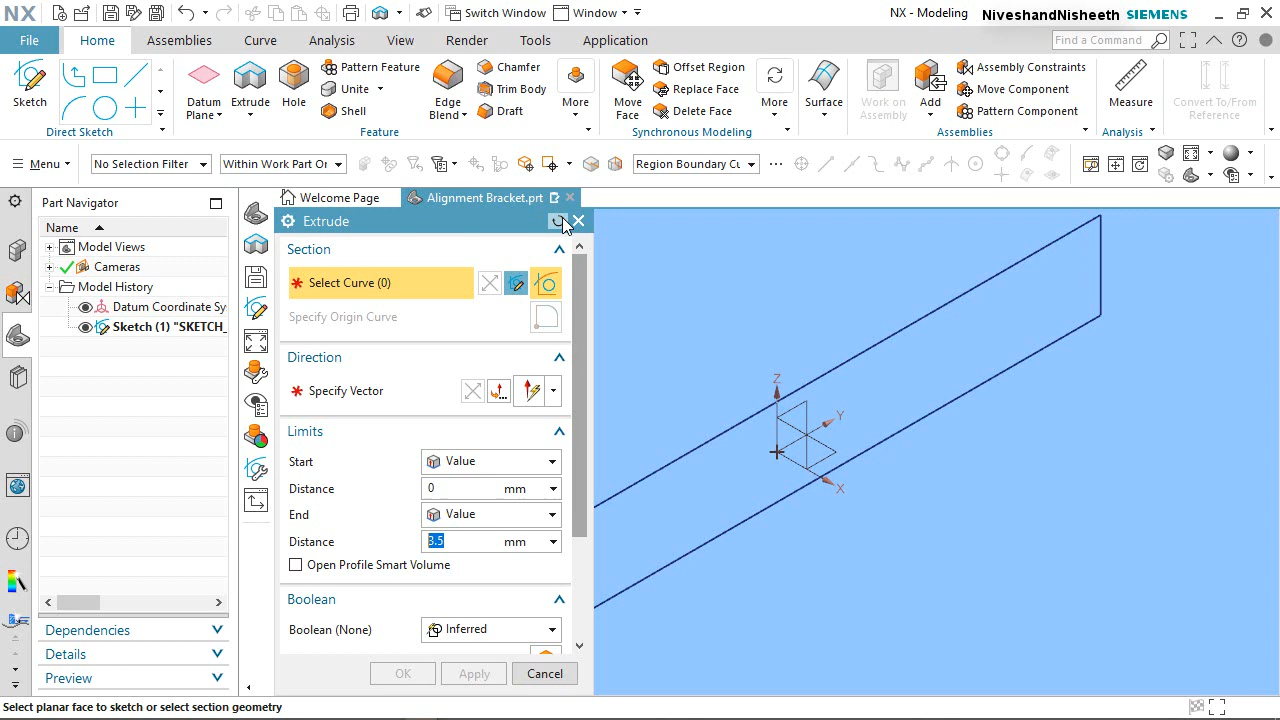 NX
Switch Window
Window
NX - Modeling
NiveshandNisheeth SIEMENS
File
Home
Assemblies
Curve
Analysis
View
Render
Tools
Application
Find a Command
Sketch
Direct Sketch
Datum Plane
Extrude
Hole
Pattern Feature
Unite
Shell
Edge Blend
Chamfer
Trim Body
Draft
More
Feature
Move Face
Offset Region
Replace Face
Delete Face
More
Synchronous Modeling
Surface
Work on Assembly
Add
Assembly Constraints
Move Component
Pattern Component
Assemblies
Measure
Analysis
Convert To/From Reference
Menu
No Selection Filter
Within Work Part Or
Region Boundary Cu
Part Navigator
Name
Model Views
Cameras
Model History
Datum Coordinate Sy
Sketch (1) "SKETCH_
Dependencies
Details
Preview
Welcome Page
Alignment Bracket.prt
Extrude
Section
* Select Curve (0)
Specify Origin Curve
Direction
* Specify Vector
Limits
Start
Value
Distance
0 mm
End
Value
Distance
3.5 mm
Open Profile Smart Volume
Boolean
Boolean (None)
Inferred
OK
Apply
Cancel
Z
Y
X
Select planar face to sketch or select section geometry